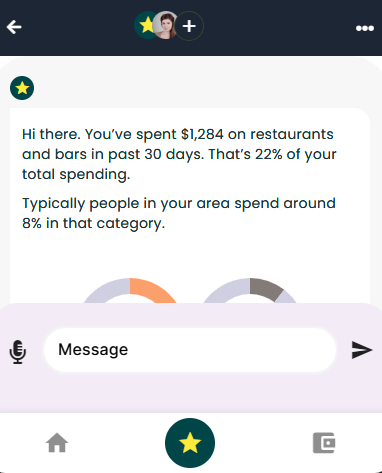 Hi there. You’ve spent $1,284 on restaurants
and bars in past 30 days. That’s 22% of your
total spending.
Typically people in your area spend around
8% in that category.
Message